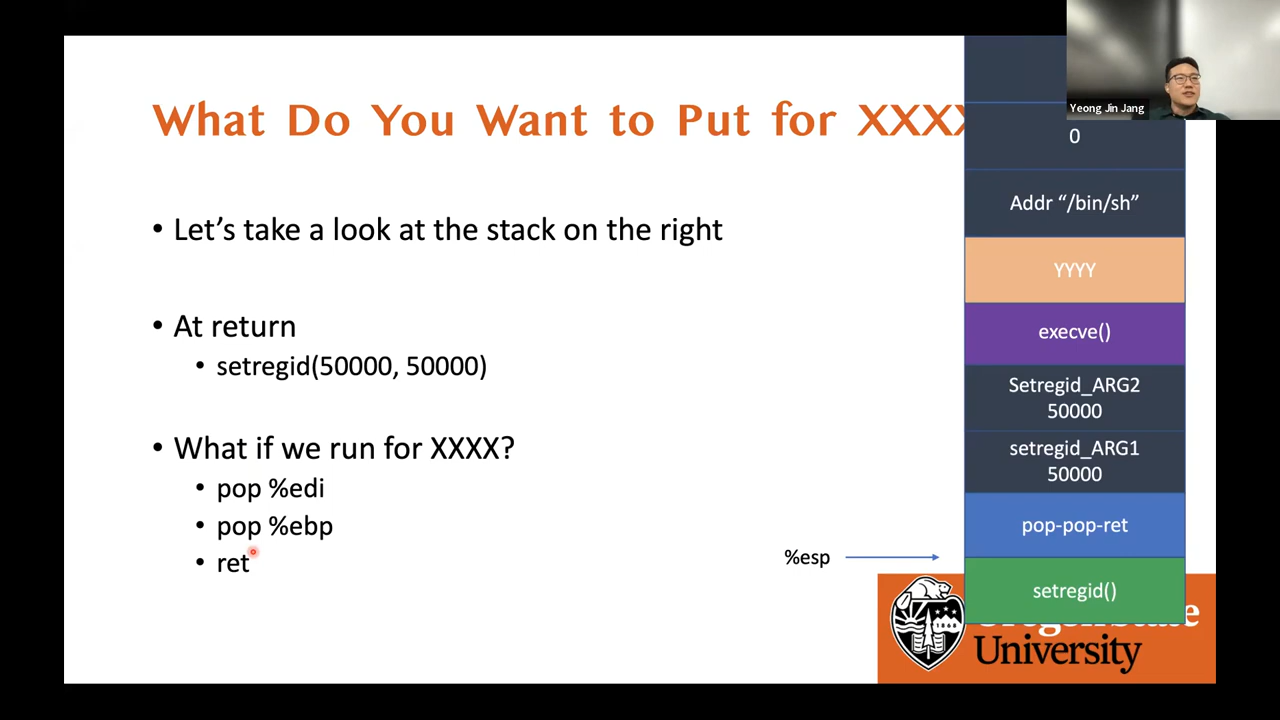 What Do You Want to Put for XXXX
Yeong Jin Jang
• Let’s take a look at the stack on the right
• At return
• setregid(50000, 50000)
• What if we run for XXXX?
• pop %edi
• pop %ebp
• ret
0
Addr “/bin/sh”
YYYY
execve()
Setregid_ARG2
50000
setregid_ARG1
50000
pop-pop-ret
%esp
setregid()
University